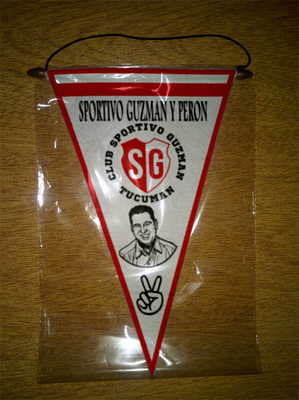 SPORTIVO GUZMAN Y PERON
CLUB SPORTIVO GUZMAN
SG
TUCUMAN